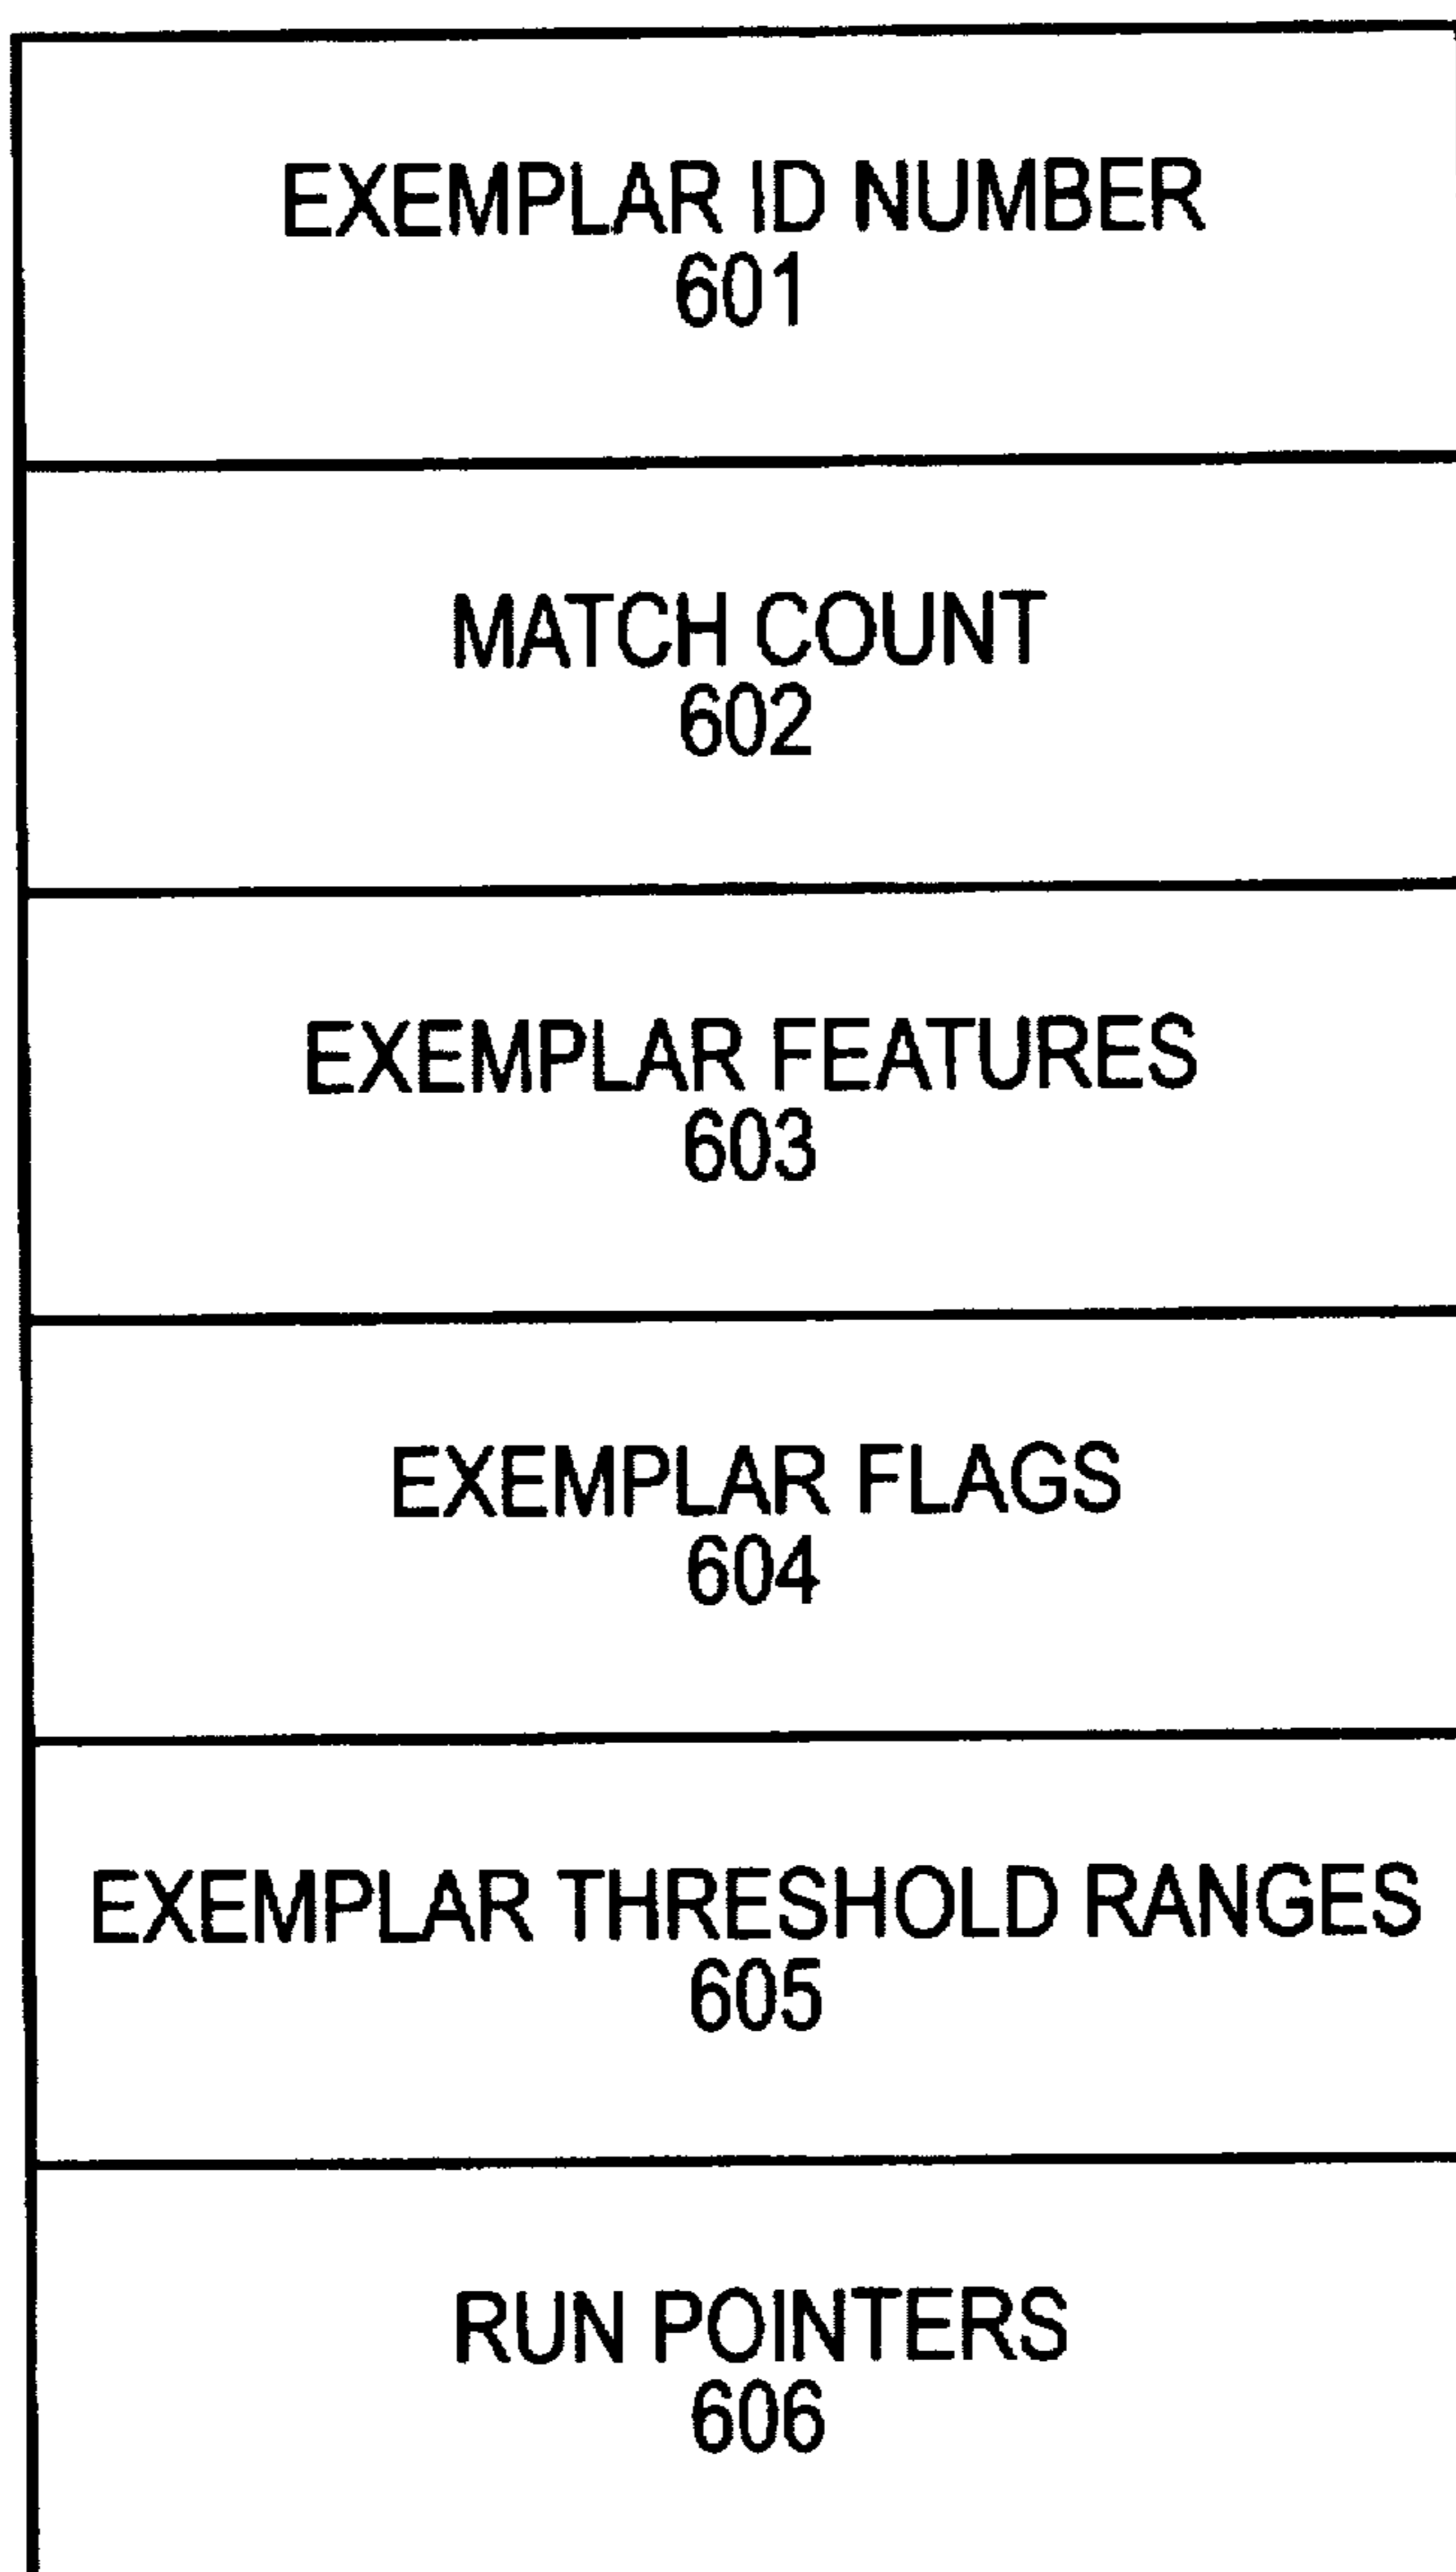 EXEMPLAR ID NUMBER
601
MATCH COUNT
602
EXEMPLAR FEATURES
603
EXEMPLAR FLAGS
604
EXEMPLAR THRESHOLD RANGES
605
RUN POINTERS
606